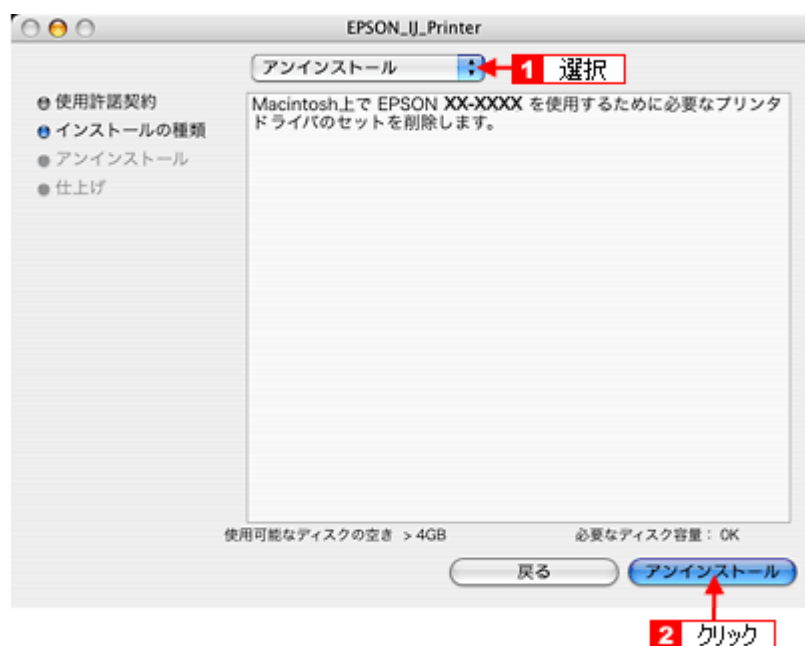 EPSON_IJ_Printer
アンインストール
1 選択
使用許諾契約
インストールの種類
アンインストール
仕上げ
Macintosh上で EPSON XX-XXXX を使用するために必要なプリンタ
ドライバのセットを削除します。
使用可能なディスクの空き > 4GB
必要なディスク容量： 0K
戻る
アンインストール
2 クリック